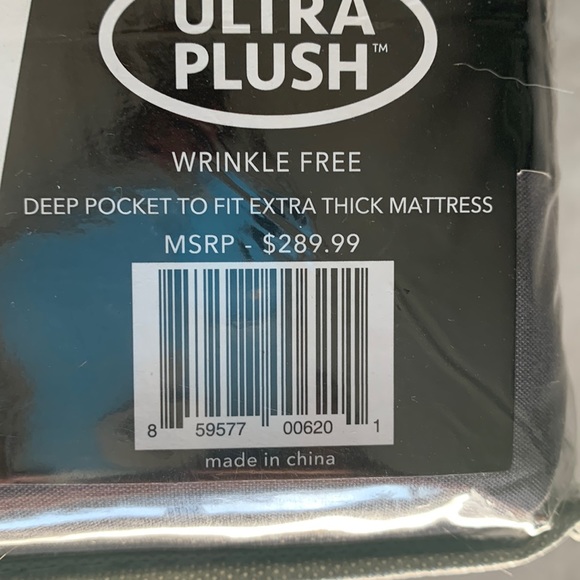 ULTRA
PLUSH™
WRINKLE FREE
DEEP POCKET TO FIT EXTRA THICK MATTRESS
MSRP - $289.99
8 59577 00620 1
made in china